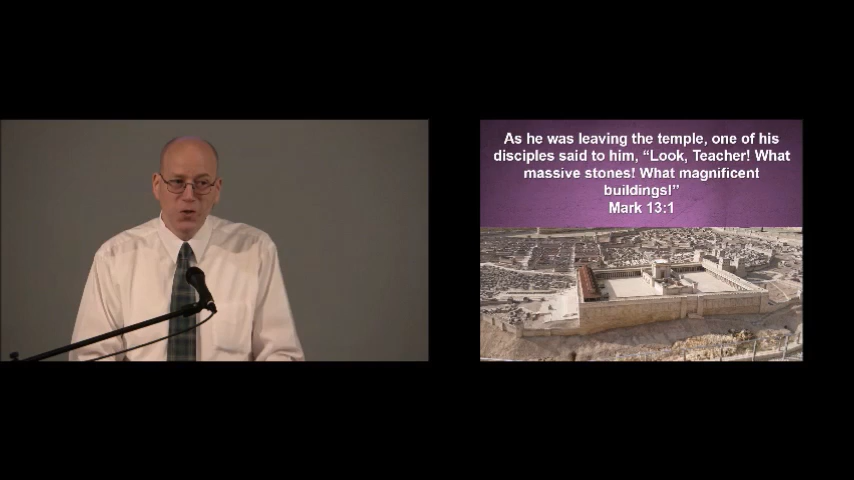 As he was leaving the temple, one of his
disciples said to him, “Look, Teacher! What
massive stones! What magnificent
buildings!”
Mark 13:1